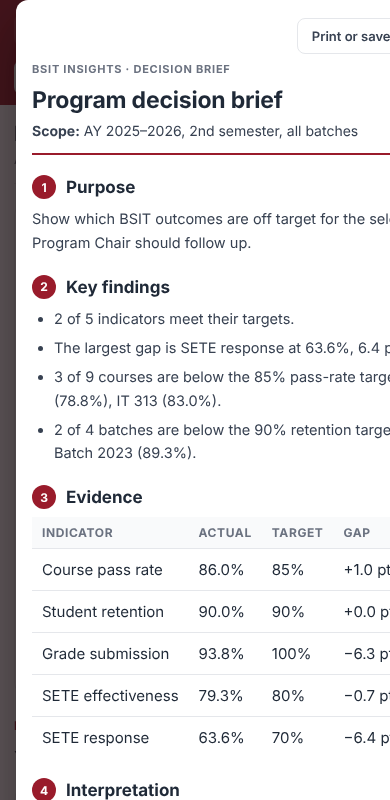 Print or save
BSIT INSIGHTS · DECISION BRIEF
Program decision brief
Scope: AY 2025–2026, 2nd semester, all batches
1 Purpose
Show which BSIT outcomes are off target for the
Program Chair should follow up.
2 Key findings
• 2 of 5 indicators meet their targets.
• The largest gap is SETE response at 63.6%, 6.4
• 3 of 9 courses are below the 85% pass-rate
(78.8%), IT 313 (83.0%).
• 2 of 4 batches are below the 90% retention
Batch 2023 (89.3%).
3 Evidence
INDICATOR ACTUAL TARGET GAP
Course pass rate 86.0% 85% +1.0
Student retention 90.0% 90% +0.0
Grade submission 93.8% 100% −6.3
SETE effectiveness 79.3% 80% −0.7
SETE response 63.6% 70% −6.4
4 Interpretation